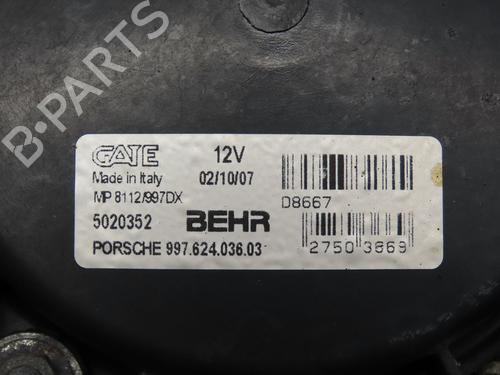 B-PARTS
GATE 12V
Made in Italy 02/10/07
MP 8112/997DX D8667
5020352 BEHR
PORSCHE 997.624.036.03 2750 3669